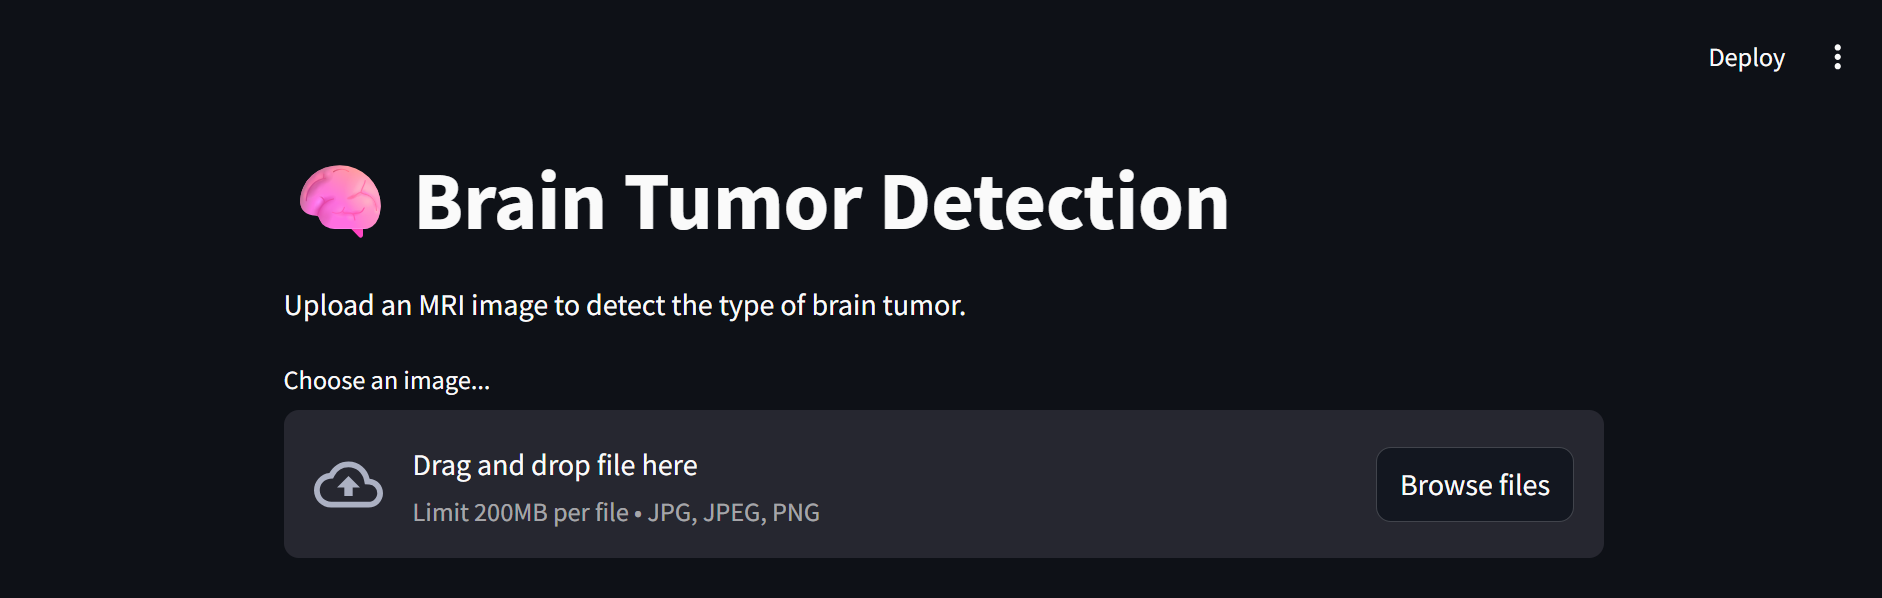 Deploy
Brain Tumor Detection
Upload an MRI image to detect the type of brain tumor.
Choose an image...
Drag and drop file here
Limit 200MB per file • JPG, JPEG, PNG
Browse files